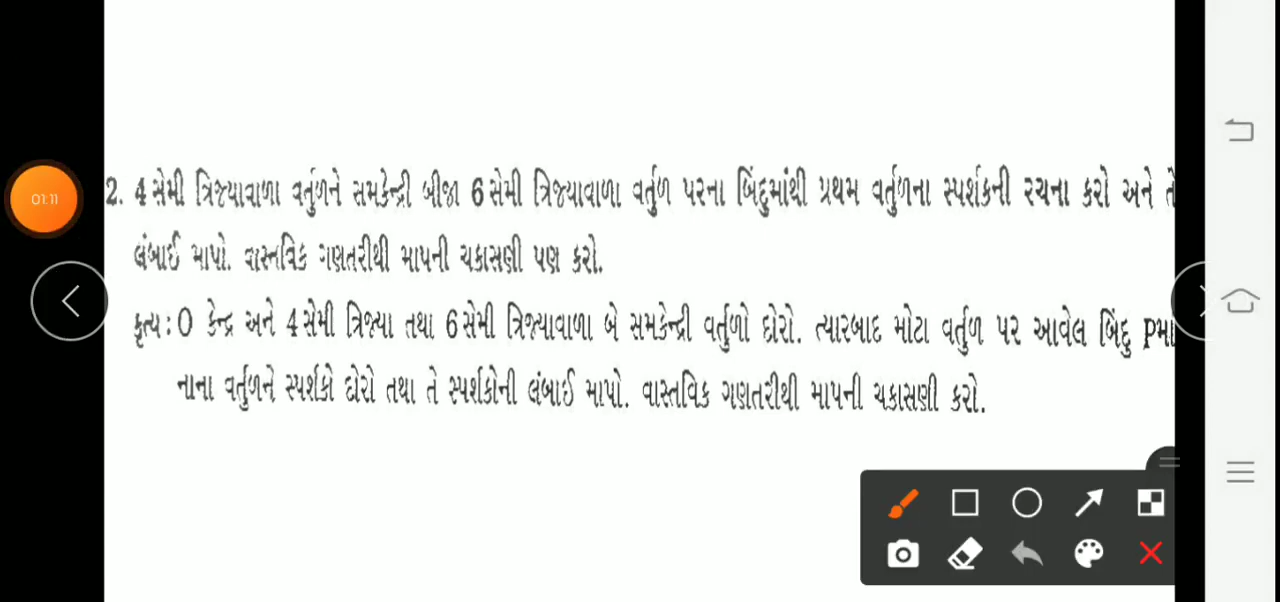 01:11
2. 4 સેમી ત્રિજ્યાવાળા વર્તુળને સમકેન્દ્રી બીજા 6 સેમી ત્રિજ્યાવાળા વર્તુળ પરના બિંદુમાંથી પ્રથમ વર્તુળના સ્પર્શકની રચના કરો અને તે
લંબાઈ માપો. વાસ્તવિક ગણતરીથી માપની ચકાસણી પણ કરો.
કૃત્ય : O કેન્દ્ર અને 4 સેમી ત્રિજ્યા તથા 6 સેમી ત્રિજ્યાવાળા બે સમકેન્દ્રી વર્તુળો દોરો. ત્યારબાદ મોટા વર્તુળ પર આવેલ બિંદુ Pમા
નાના વર્તુળને સ્પર્શકો દોરો તથા તે સ્પર્શકોની લંબાઈ માપો. વાસ્તવિક ગણતરીથી માપની ચકાસણી કરો.